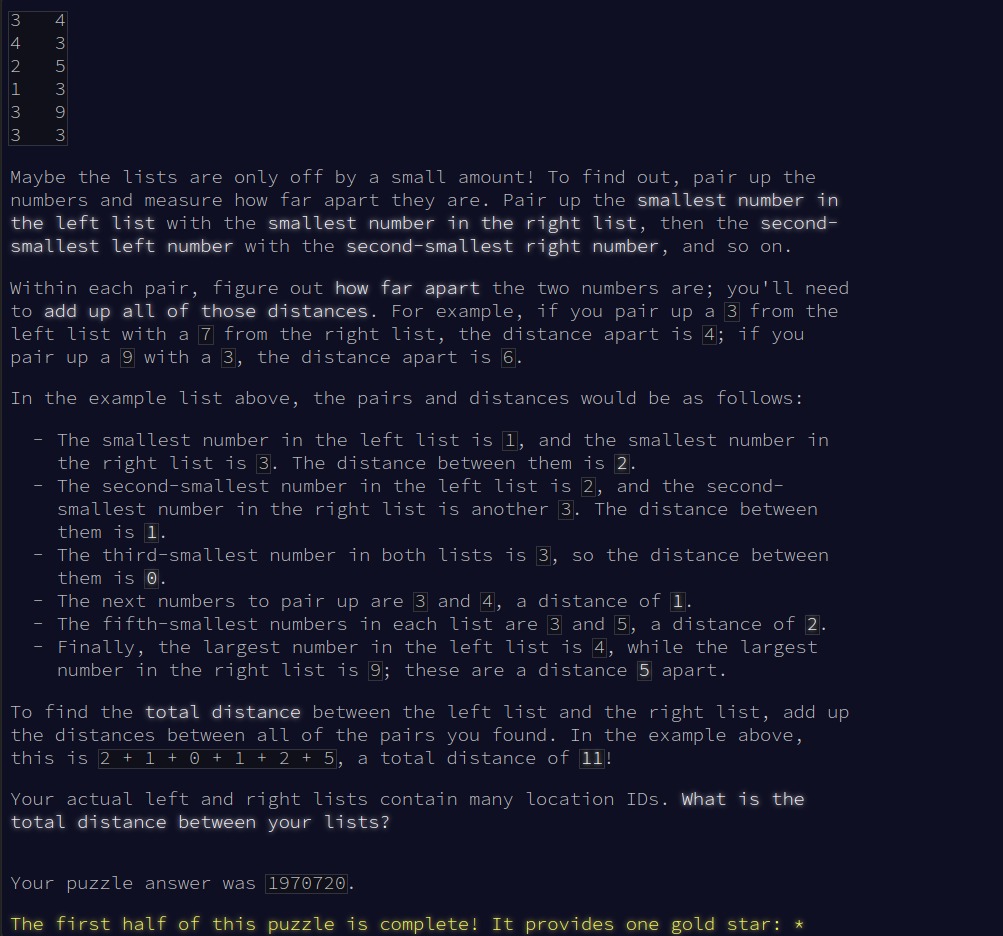 3   4
4   3
2   5
1   3
3   9
3   3
Maybe the lists are only off by a small amount! To find out, pair up the
numbers and measure how far apart they are. Pair up the smallest number in
the left list with the smallest number in the right list, then the second-
smallest left number with the second-smallest right number, and so on.
Within each pair, figure out how far apart the two numbers are; you'll need
to add up all of those distances. For example, if you pair up a 3 from the
left list with a 7 from the right list, the distance apart is 4; if you
pair up a 9 with a 3, the distance apart is 6.
In the example list above, the pairs and distances would be as follows:
- The smallest number in the left list is 1, and the smallest number in
the right list is 3. The distance between them is 2.
- The second-smallest number in the left list is 2, and the second-
smallest number in the right list is another 3. The distance between
them is 1.
- The third-smallest number in both lists is 3, so the distance between
them is 0.
- The next numbers to pair up are 3 and 4, a distance of 1.
- The fifth-smallest numbers in each list are 3 and 5, a distance of 2.
- Finally, the largest number in the left list is 4, while the largest
number in the right list is 9; these are a distance 5 apart.
To find the total distance between the left list and the right list, add up
the distances between all of the pairs you found. In the example above,
this is 2 + 1 + 0 + 1 + 2 + 5, a total distance of 11!
Your actual left and right lists contain many location IDs. What is the
total distance between your lists?
Your puzzle answer was 1970720.
The first half of this puzzle is complete! It provides one gold star: *